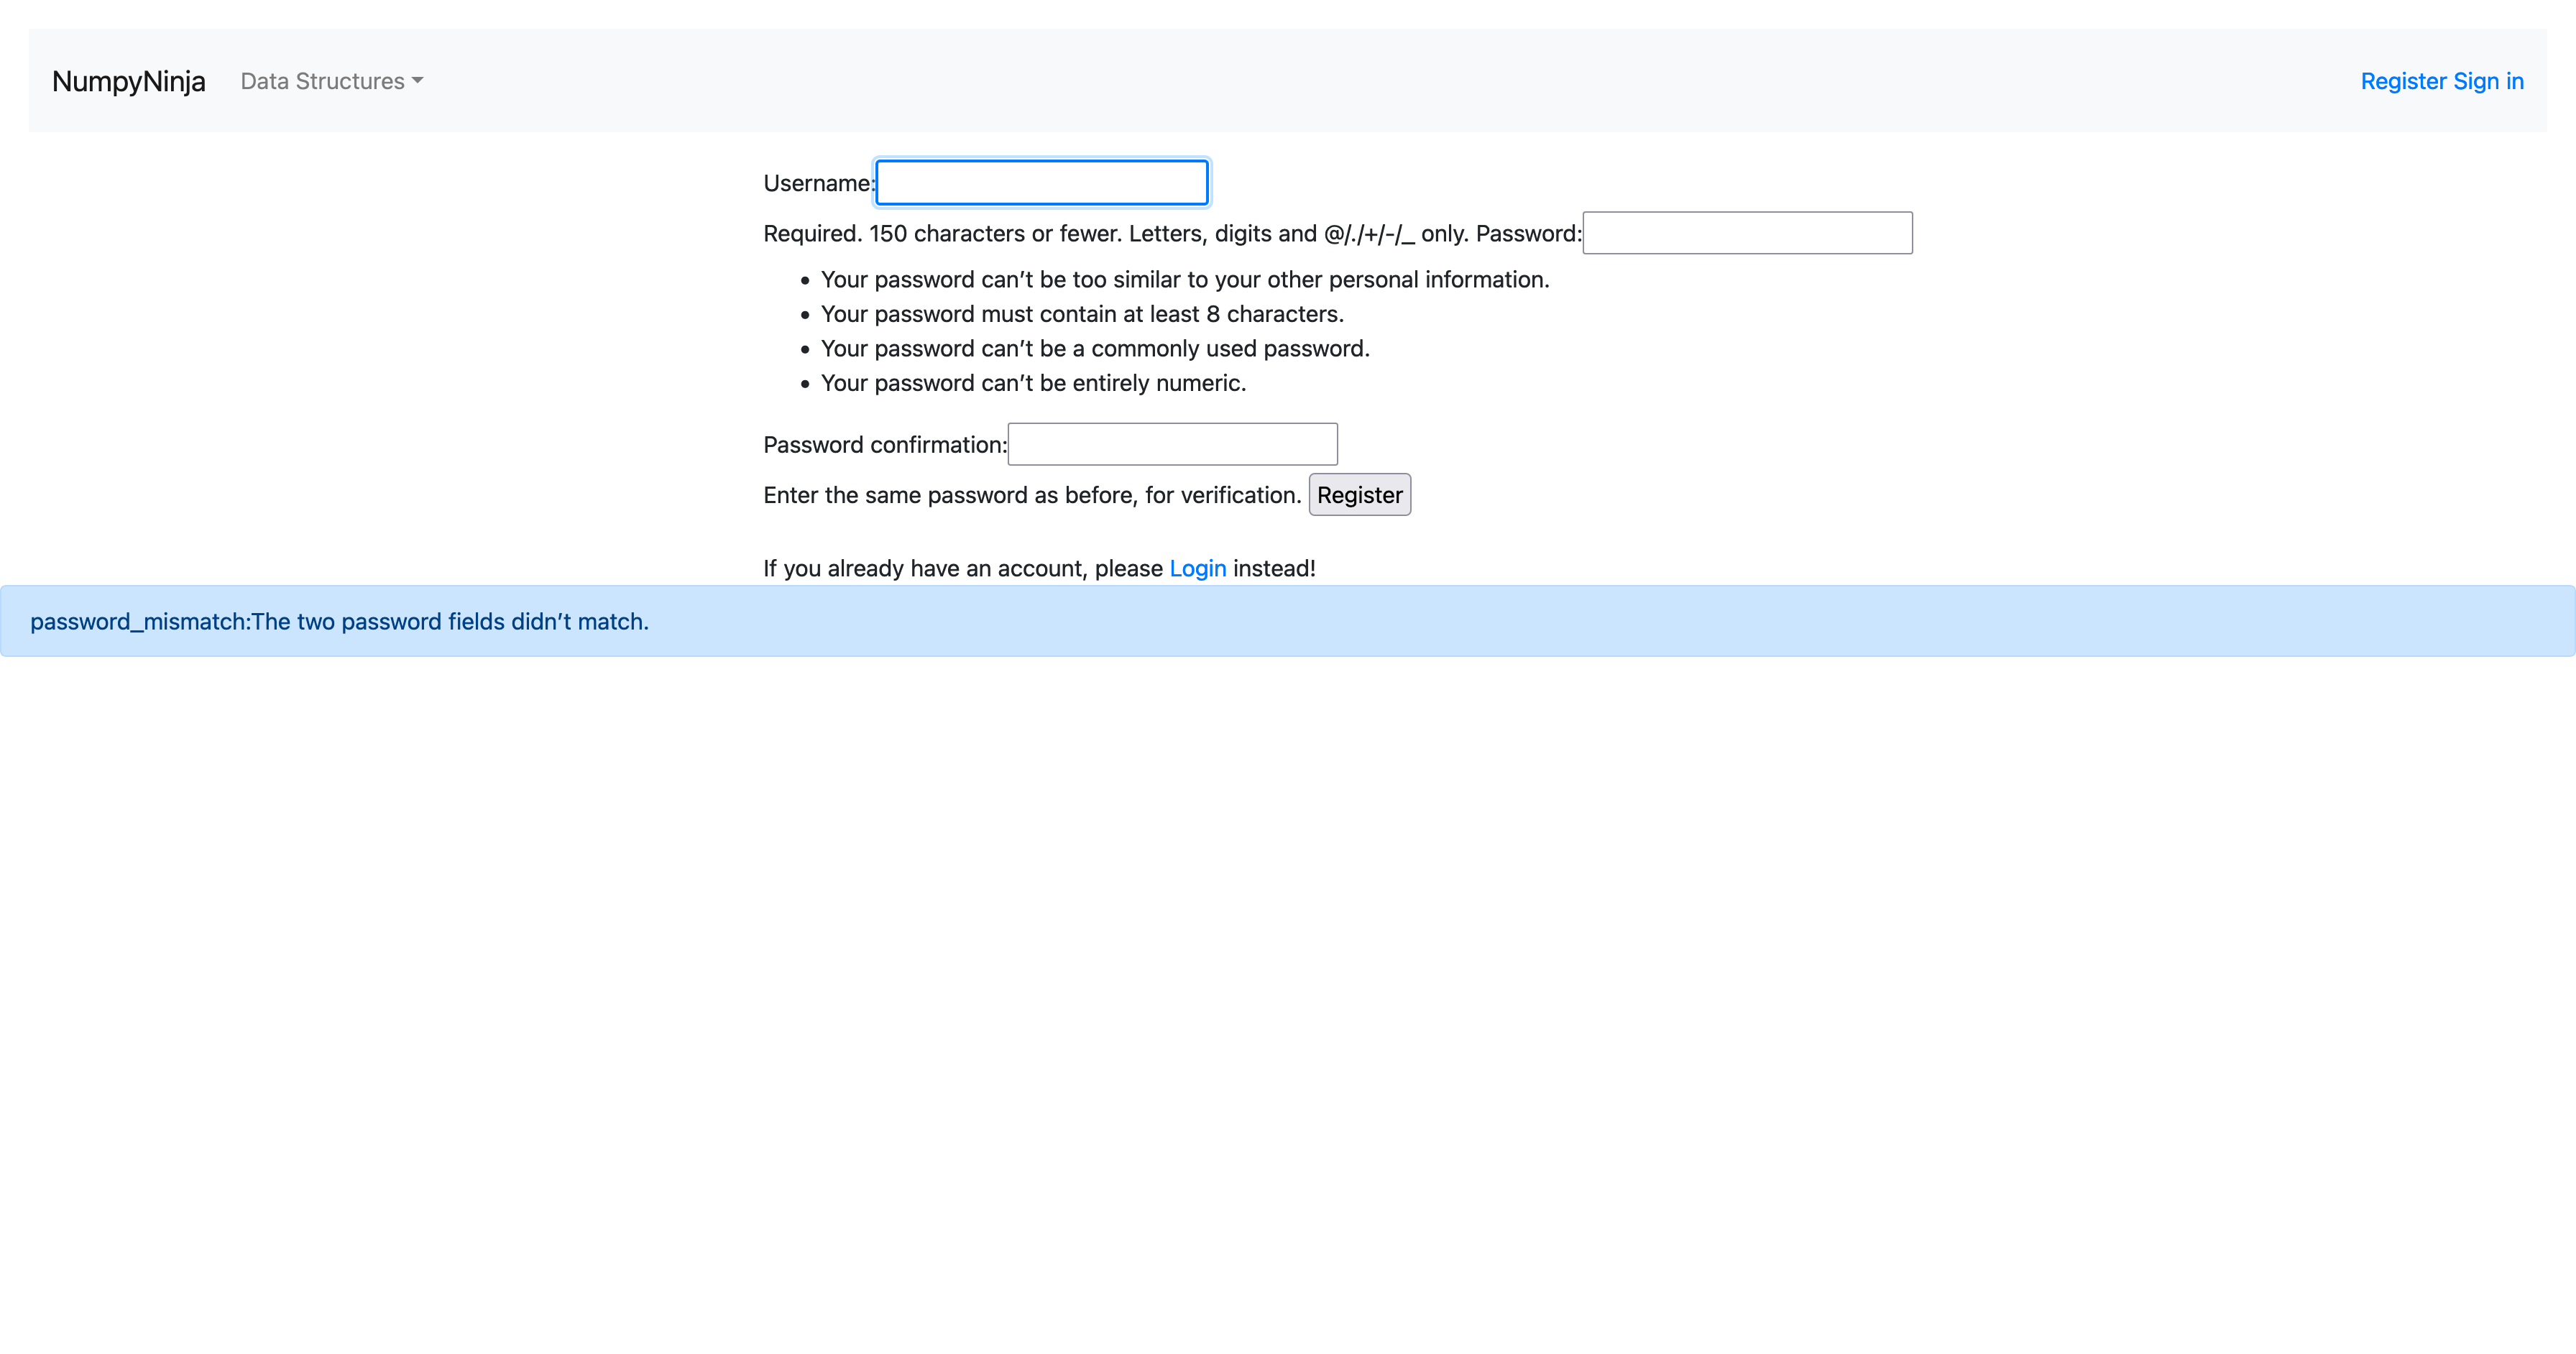 NumpyNinja Data Structures Register Sign in
Username:
Required. 150 characters or fewer. Letters, digits and @/./+/-/_ only. Password:
Your password can’t be too similar to your other personal information.
Your password must contain at least 8 characters.
Your password can’t be a commonly used password.
Your password can’t be entirely numeric.
Password confirmation:
Enter the same password as before, for verification. Register
If you already have an account, please Login instead!
password_mismatch:The two password fields didn’t match.